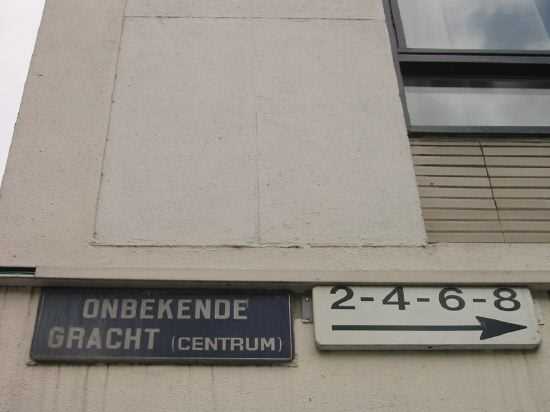 ONBEKENDE
GRACHT (CENTRUM)
2-4-6-8